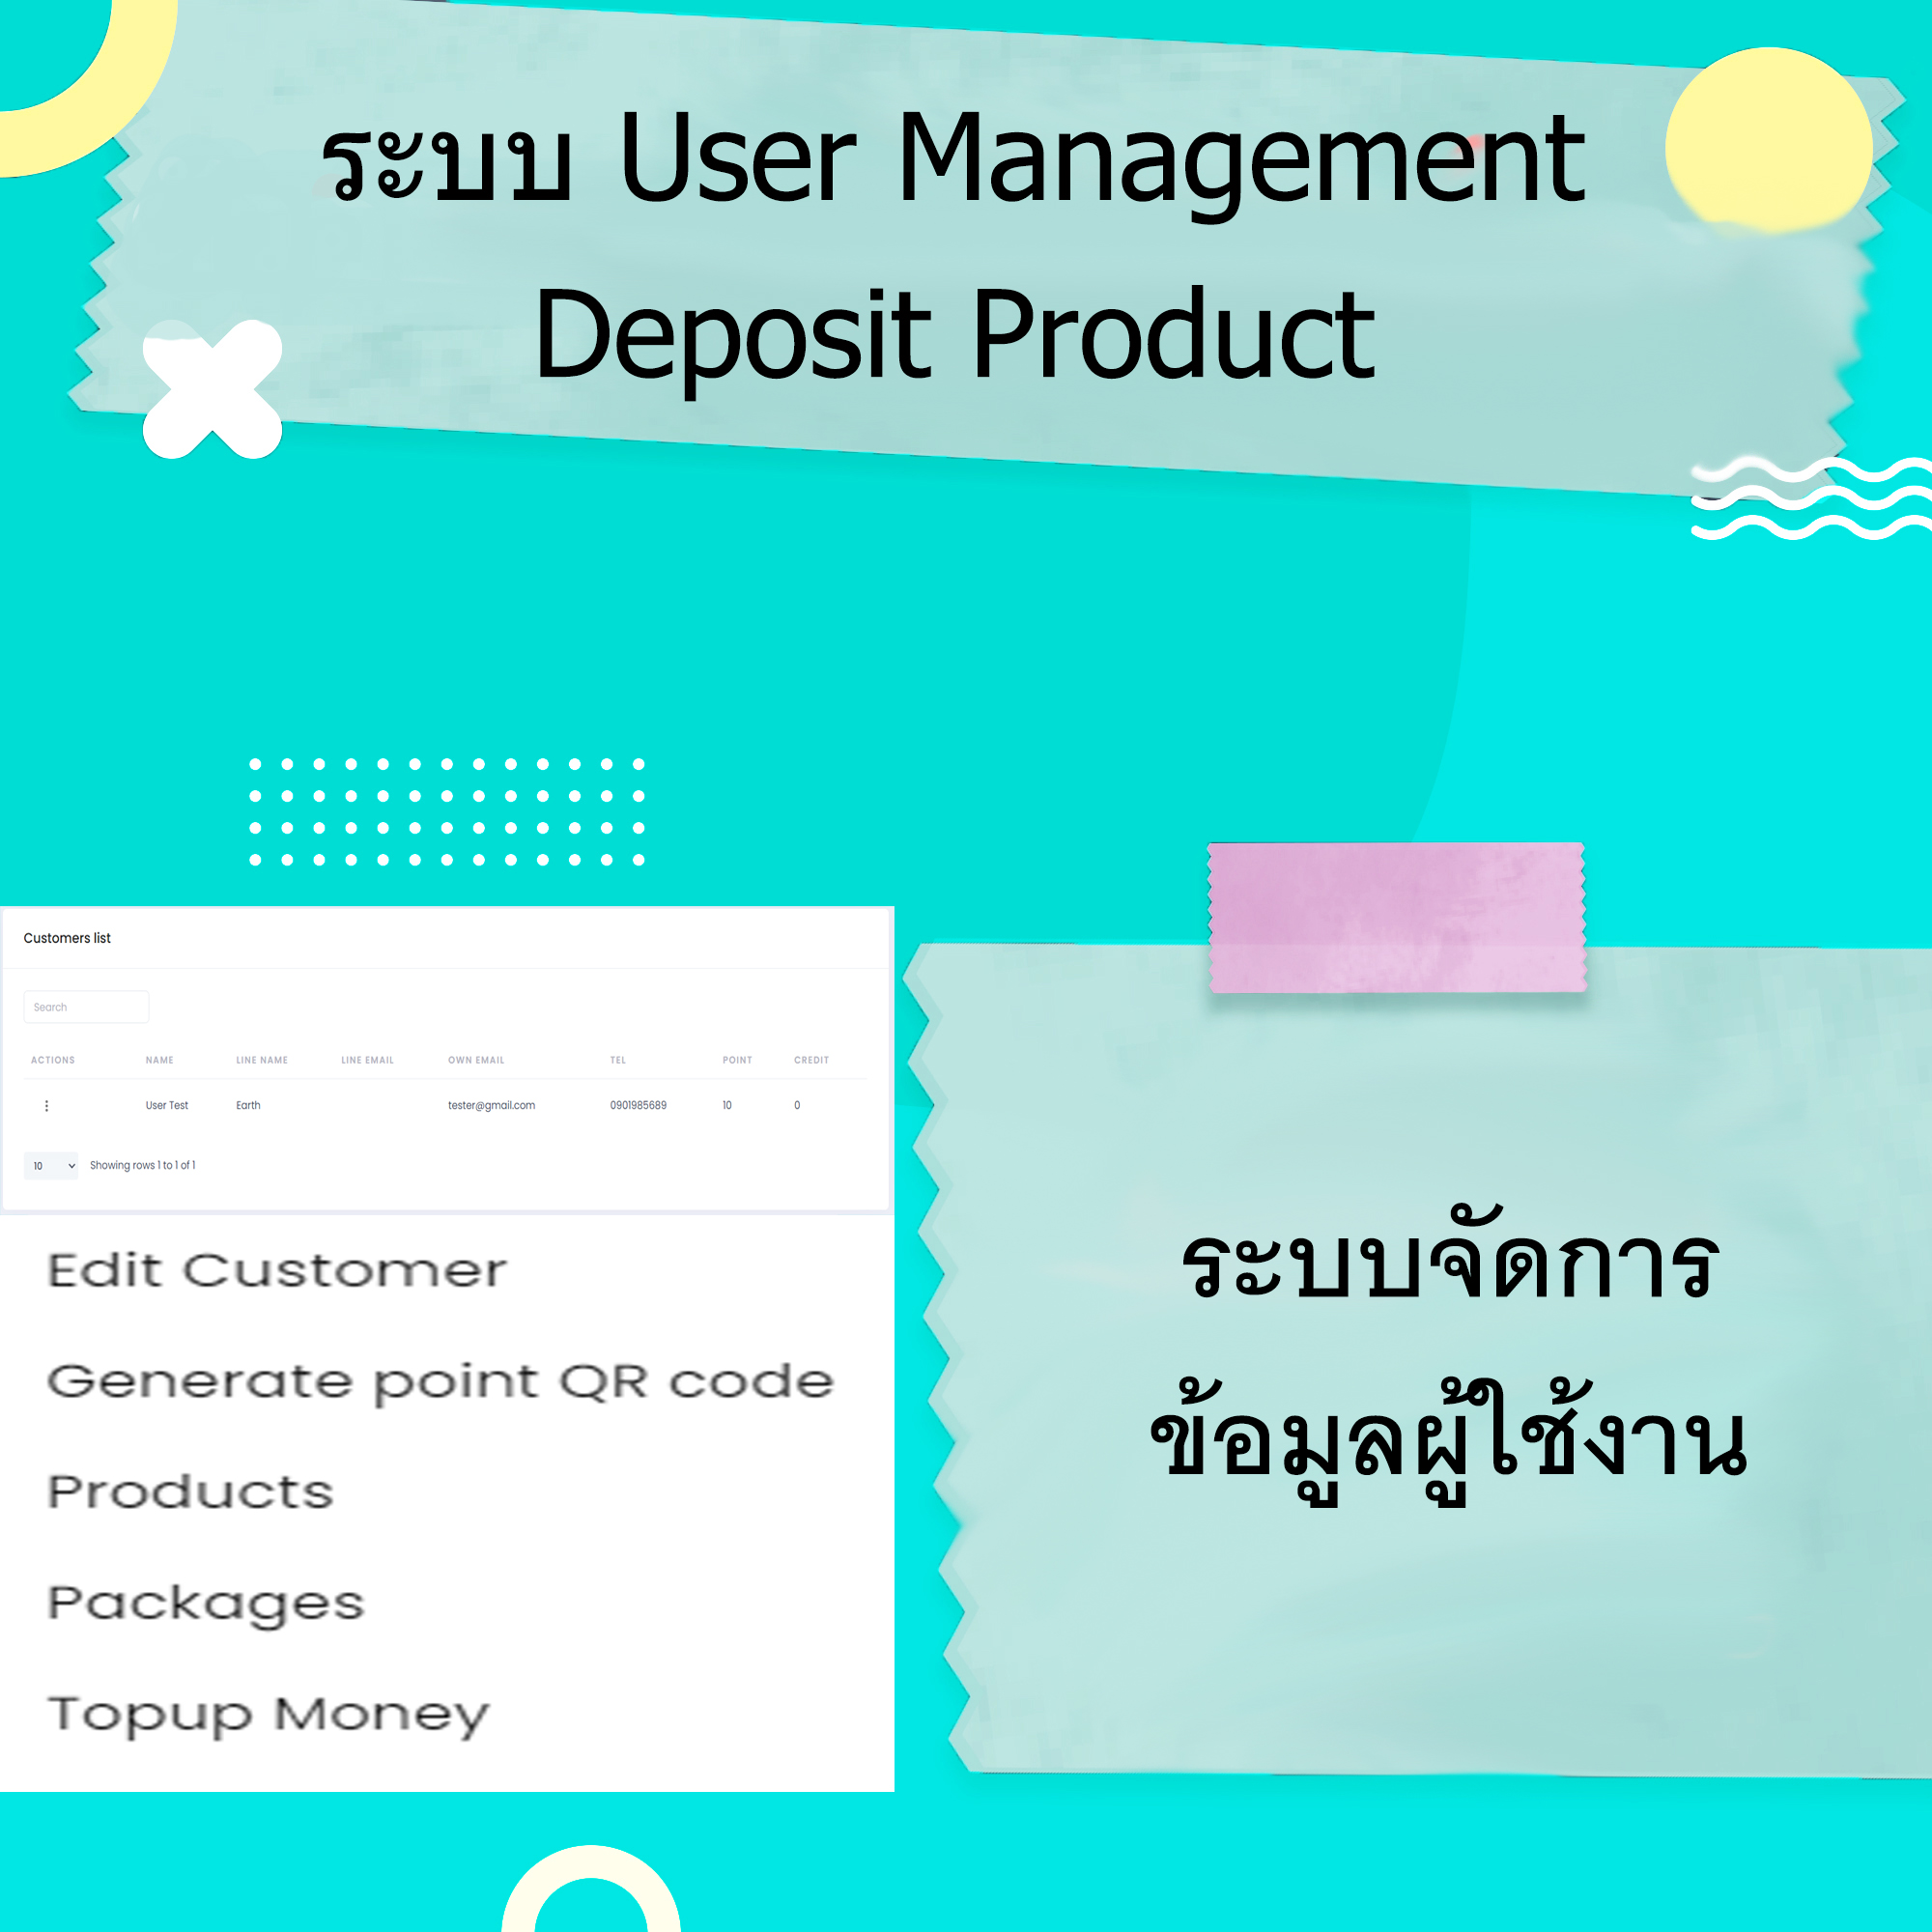 ระบบ User Management
Deposit Product
Customers list
Search
ACTIONS NAME LINE NAME LINE EMAIL OWN EMAIL TEL POINT CREDIT
User Test Earth tester@gmail.com 0901985689 10 0
10 Showing rows 1 to 1 of 1
Edit Customer
Generate point QR code
Products
Packages
Topup Money
ระบบจัดการ
ข้อมูลผู้ใช้งาน